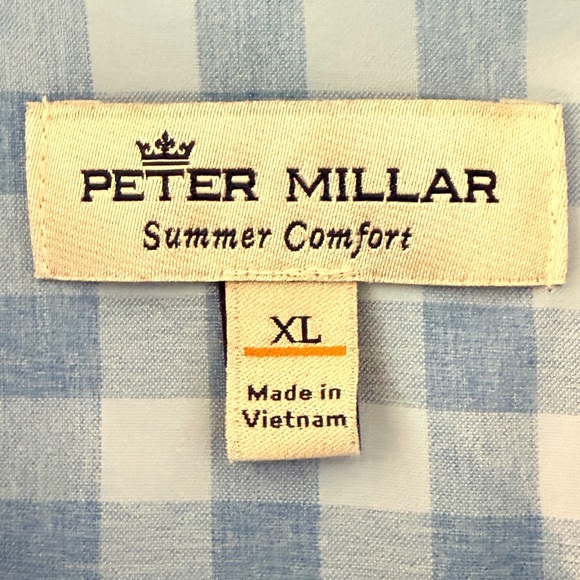 PETER MILLAR
Summer Comfort
XL
Made in
Vietnam